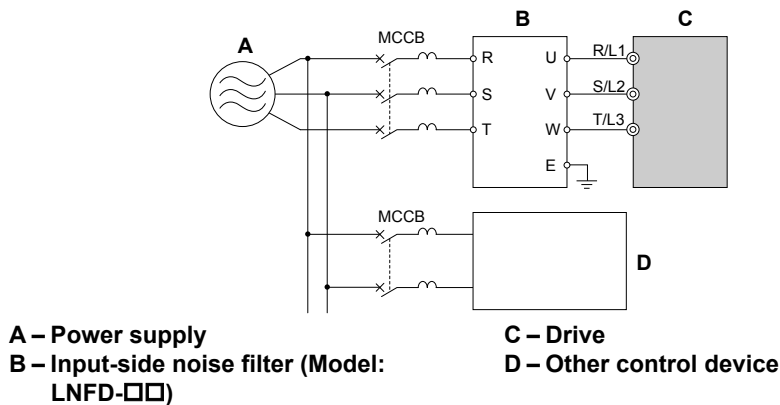 B
C
A
MCCB
R
U
R/L1
S
V
S/L2
T
W
T/L3
E
MCCB
D
A – Power supply
B – Input-side noise filter (Model:
LNFD-□□)
C – Drive
D – Other control device